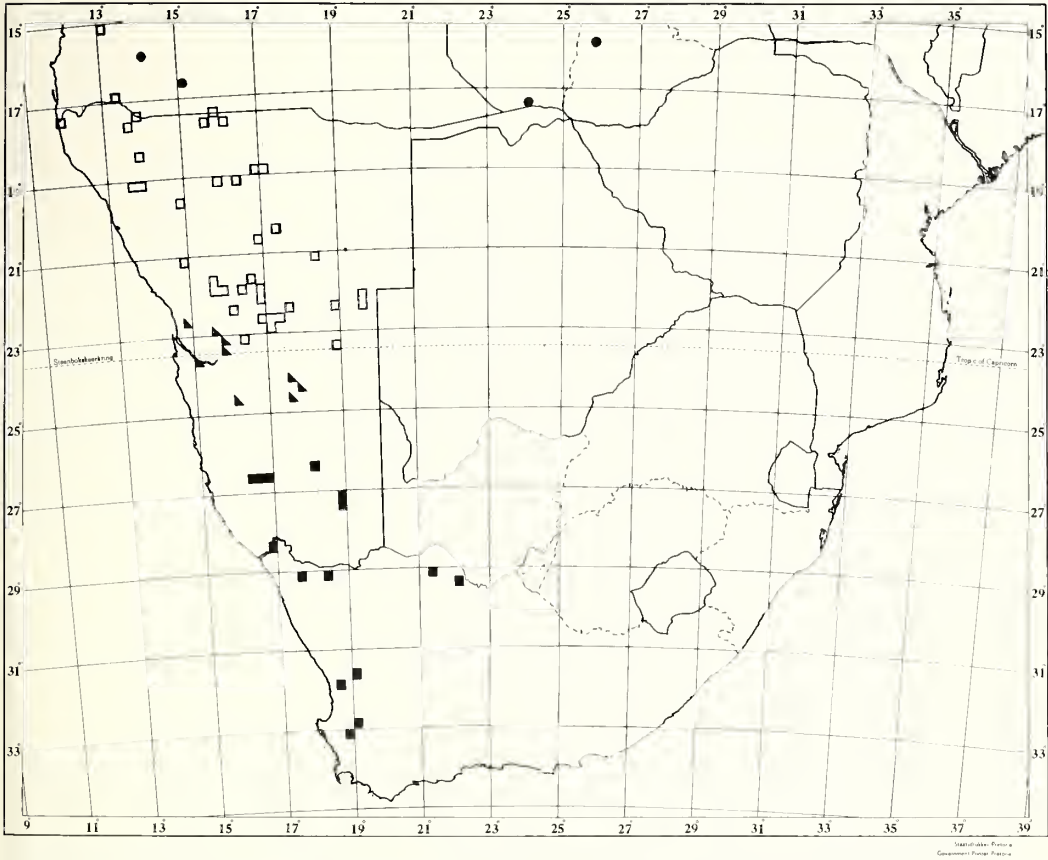 13° 15° 17° 19° 21° 23° 25° 27° 29° 31° 33° 35°
15° 15°
17° 17°
19° 19°
21° 21°
23° 23°
Steenbokskeerkring Tropic of Capricorn
25° 25°
27° 27°
29° 29°
31° 31°
33° 33°
9 11° 13° 15° 17° 19° 21° 23° 25° 27° 29° 31° 33° 35° 37° 39°
Staatsdrukker Pretoria
Government Printer Pretoria